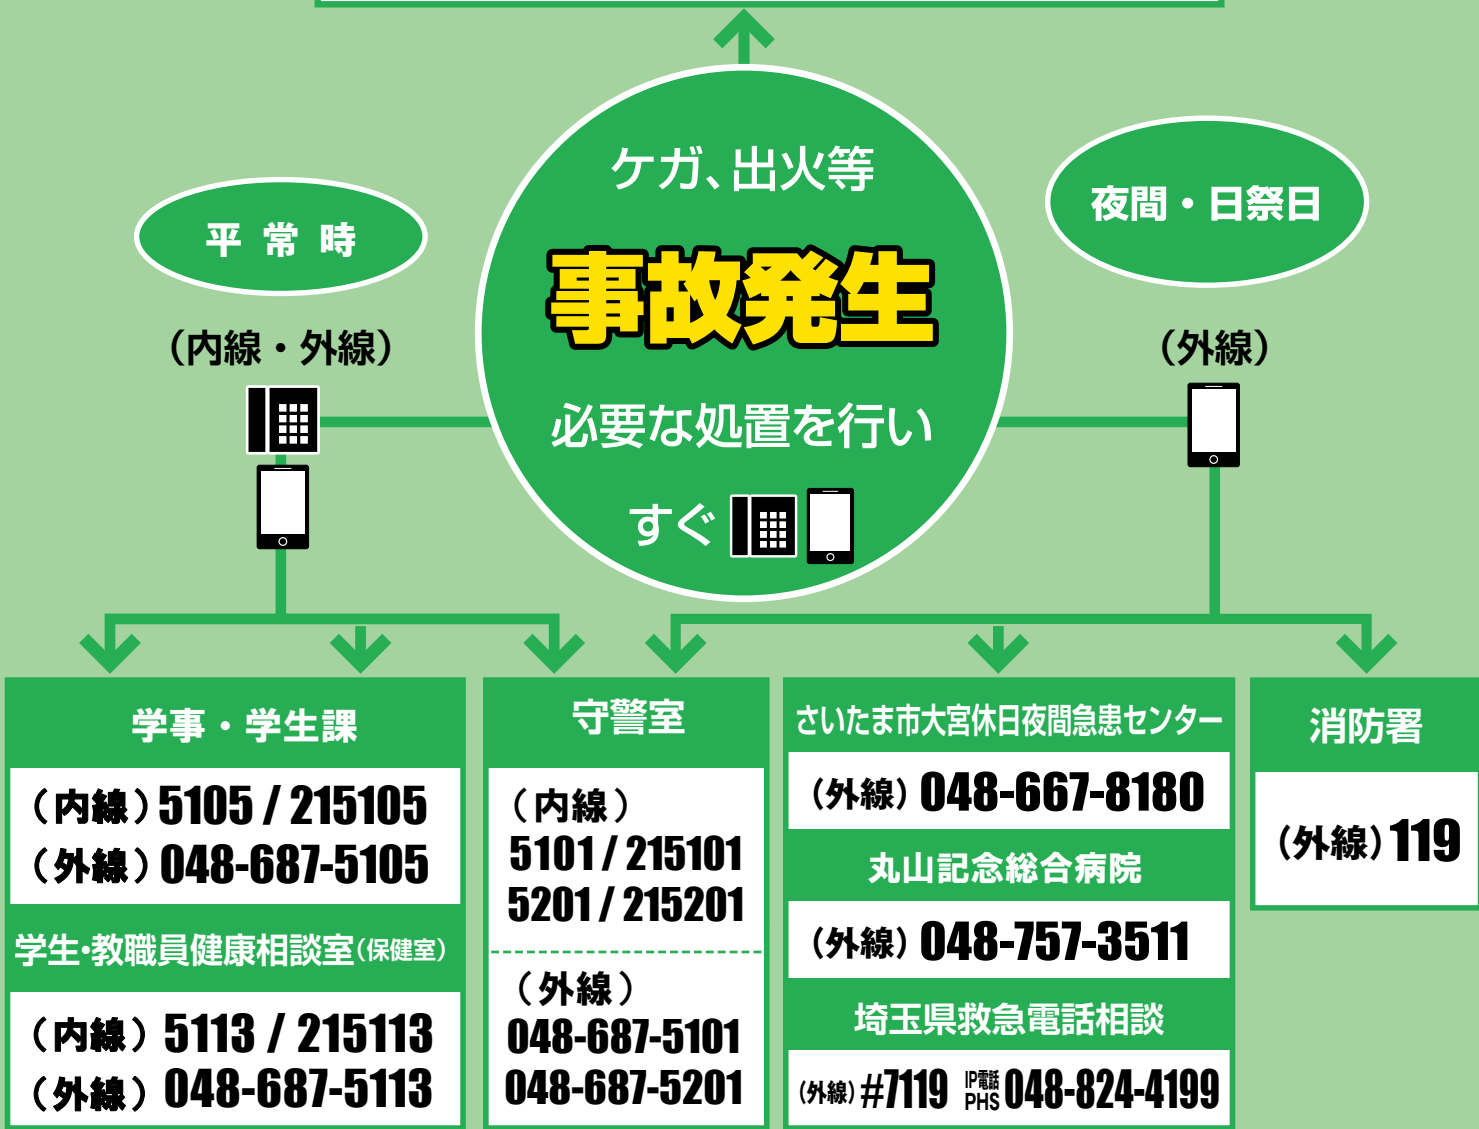 ケガ、出火等
事故発生
必要な処置を行い
すぐ
平常時
（内線・外線）
夜間・日祭日
（外線）
学事・学生課
（内線）5105 / 215105
（外線）048-687-5105
学生・教職員健康相談室（保健室）
（内線）5113 / 215113
（外線）048-687-5113
守警室
（内線）
5101 / 215101
5201 / 215201
（外線）
048-687-5101
048-687-5201
さいたま市大宮休日夜間急患センター
（外線）048-667-8180
丸山記念総合病院
（外線）048-757-3511
埼玉県救急電話相談
（外線）#7119 IP電話 PHS 048-824-4199
消防署
（外線）119